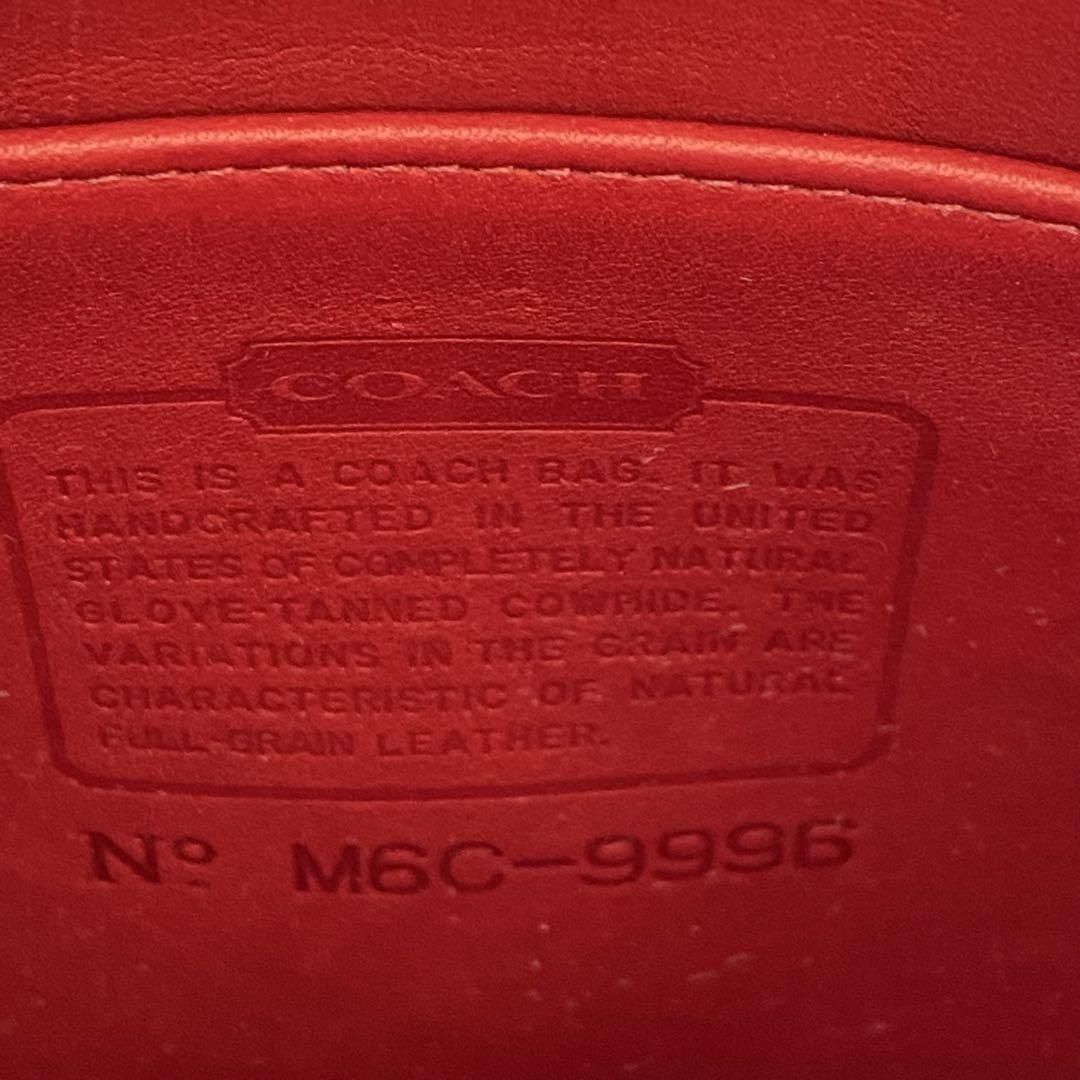 COACH
THIS IS A COACH BAG. IT WAS
HANDCRAFTED IN THE UNITED
STATES OF COMPLETELY NATURAL
GLOVE-TANNED COWHIDE. THE
VARIATIONS IN THE GRAIN ARE
CHARACTERISTIC OF NATURAL
FULL-GRAIN LEATHER.
Nº M6C-9996